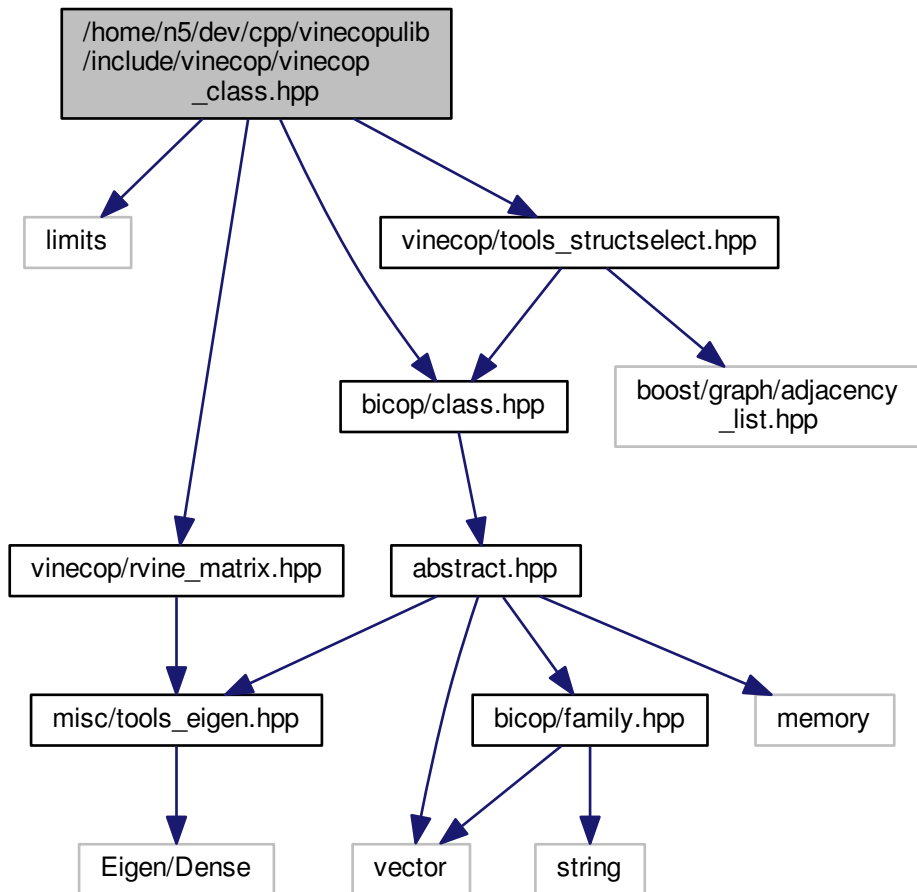 /home/n5/dev/cpp/vinecopulib
/include/vinecop/vinecop
_class.hpp
limits
vinecop/tools_structselect.hpp
bicop/class.hpp
boost/graph/adjacency
_list.hpp
vinecop/rvine_matrix.hpp
abstract.hpp
misc/tools_eigen.hpp
bicop/family.hpp
memory
Eigen/Dense
vector
string